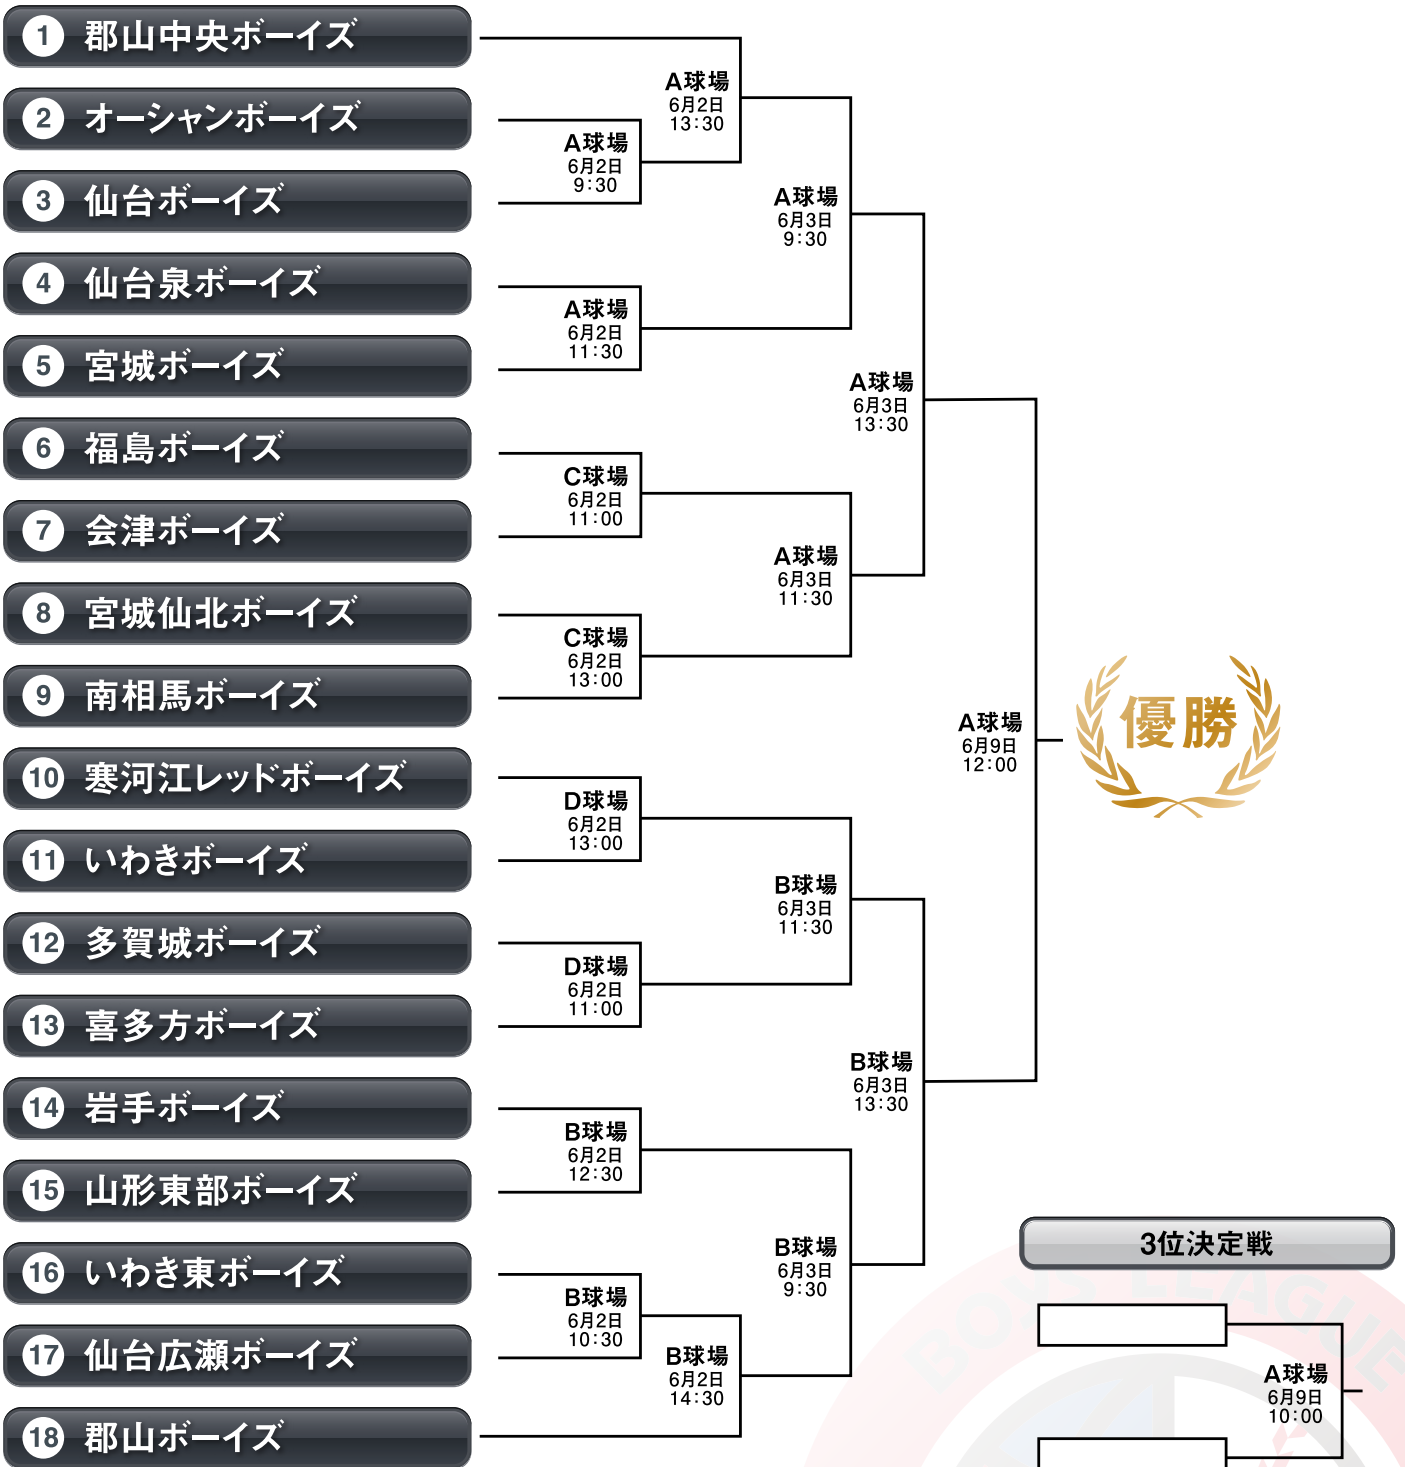 1 郡山中央ボーイズ
2 オーシャンボーイズ
3 仙台ボーイズ
4 仙台泉ボーイズ
5 宮城ボーイズ
6 福島ボーイズ
7 会津ボーイズ
8 宮城仙北ボーイズ
9 南相馬ボーイズ
10 寒河江レッドボーイズ
11 いわきボーイズ
12 多賀城ボーイズ
13 喜多方ボーイズ
14 岩手ボーイズ
15 山形東部ボーイズ
16 いわき東ボーイズ
17 仙台広瀬ボーイズ
18 郡山ボーイズ
A球場
6月2日
9:30
A球場
6月2日
11:30
C球場
6月2日
11:00
C球場
6月2日
13:00
D球場
6月2日
13:00
D球場
6月2日
11:00
B球場
6月2日
12:30
B球場
6月2日
10:30
A球場
6月2日
13:30
B球場
6月2日
14:30
A球場
6月3日
9:30
A球場
6月3日
11:30
B球場
6月3日
11:30
B球場
6月3日
9:30
A球場
6月3日
13:30
B球場
6月3日
13:30
A球場
6月9日
12:00
優勝
3位決定戦
A球場
6月9日
10:00
BOYS LEAGUE